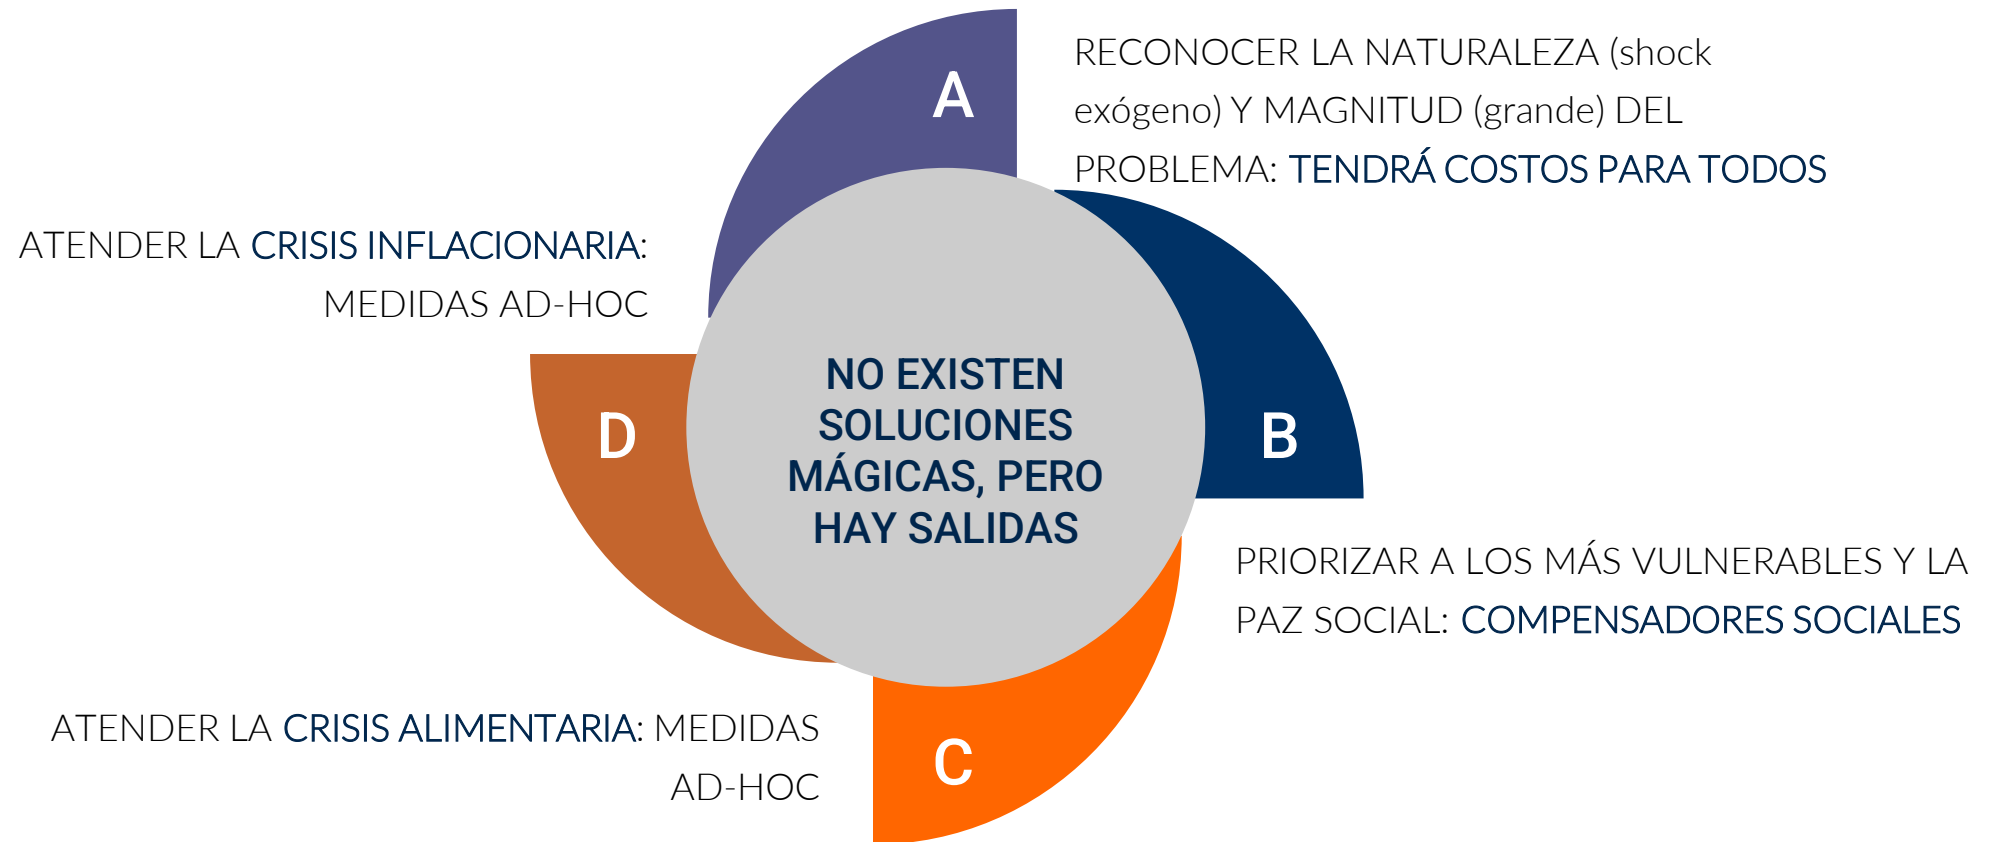 A
RECONOCER LA NATURALEZA (shock
exógeno) Y MAGNITUD (grande) DEL
PROBLEMA: TENDRÁ COSTOS PARA TODOS
B
PRIORIZAR A LOS MÁS VULNERABLES Y LA
PAZ SOCIAL: COMPENSADORES SOCIALES
C
ATENDER LA CRISIS ALIMENTARIA: MEDIDAS
AD-HOC
D
ATENDER LA CRISIS INFLACIONARIA:
MEDIDAS AD-HOC
NO EXISTEN
SOLUCIONES
MÁGICAS, PERO
HAY SALIDAS